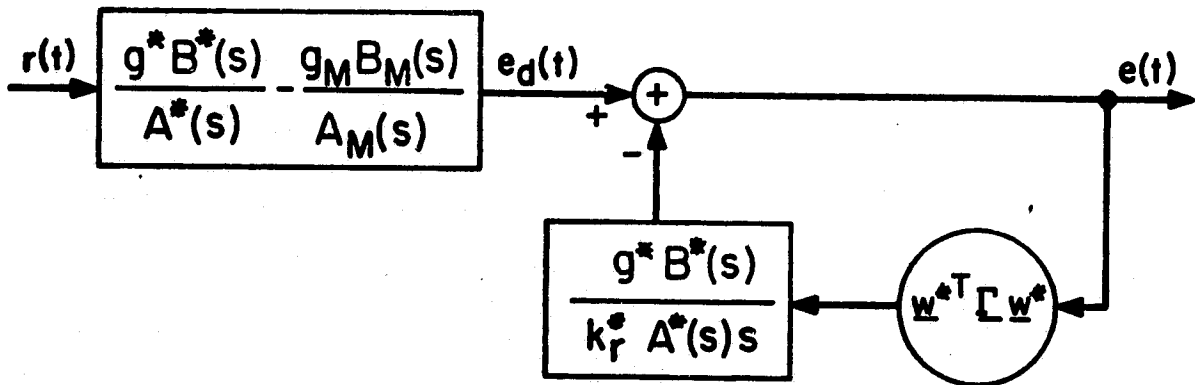 r(t)
g* B*(s) / A*(s) - g_M B_M(s) / A_M(s)
e_d(t)
+
+
-
e(t)
g* B*(s) / k_r* A*(s) s
w*^T Γ w*